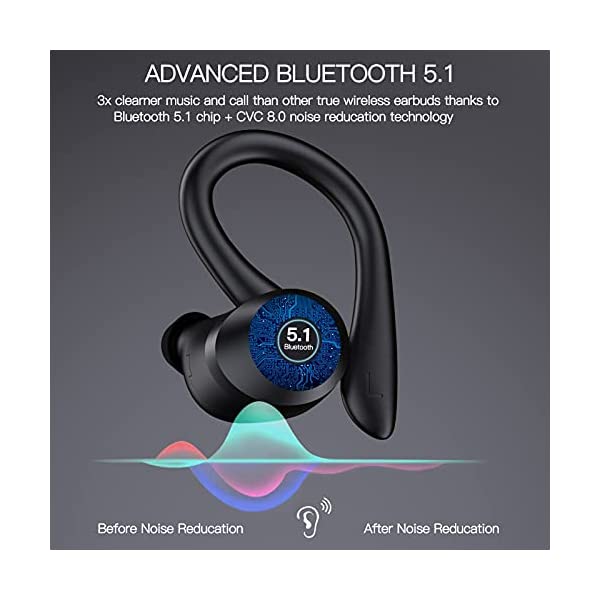 ADVANCED BLUETOOTH 5.1
3x clearner music and call than other true wireless earbuds thanks to
Bluetooth 5.1 chip + CVC 8.0 noise reducation technology
5.1
Bluetooth
L
L
Before Noise Reducation
After Noise Reducation